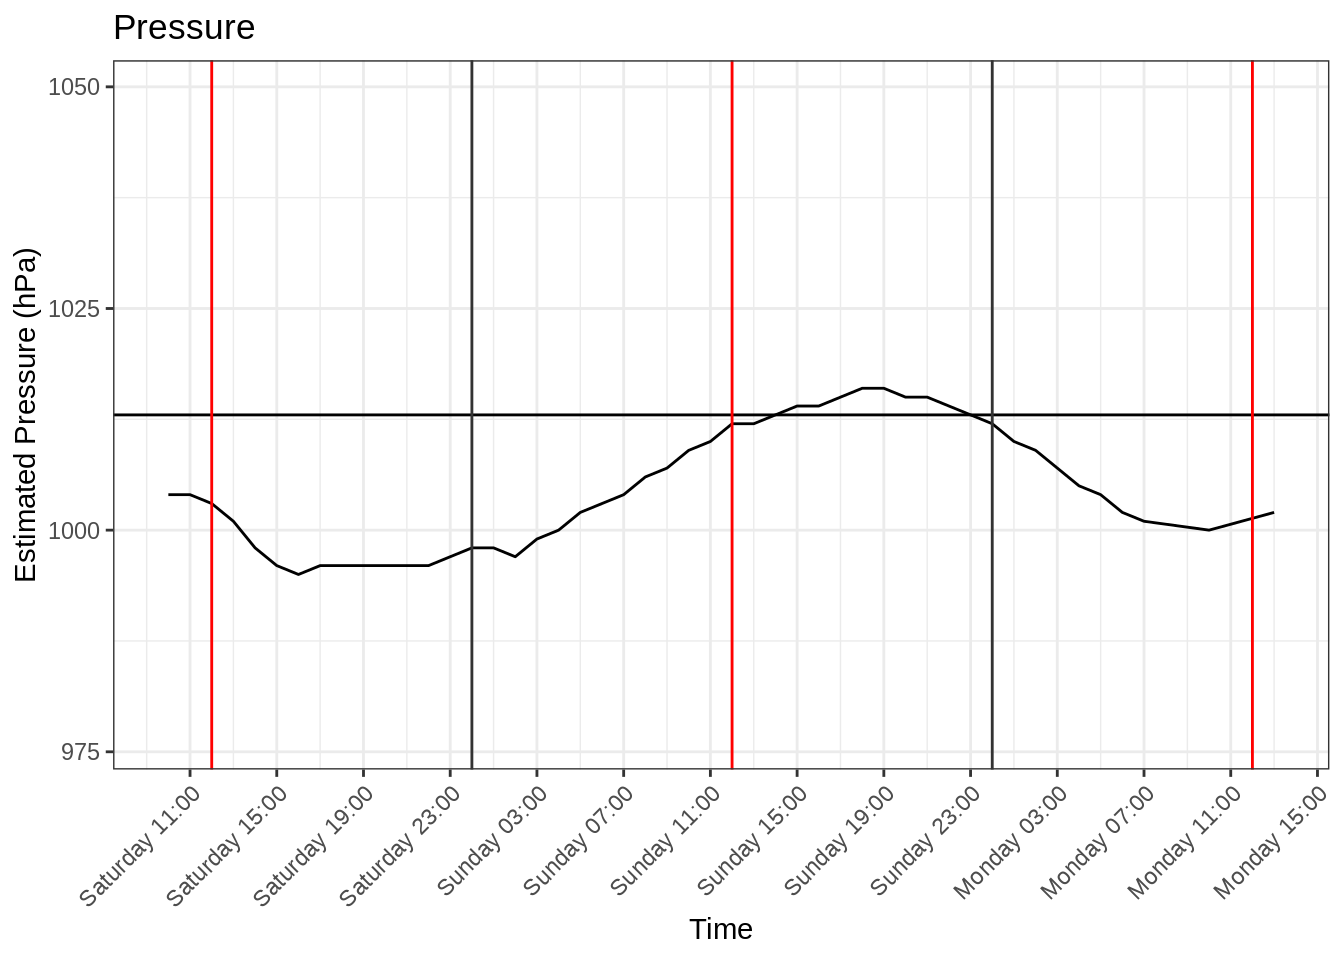 Pressure
Estimated Pressure (hPa)
1050
1025
1000
975
Saturday 11:00
Saturday 15:00
Saturday 19:00
Saturday 23:00
Sunday 03:00
Sunday 07:00
Sunday 11:00
Sunday 15:00
Sunday 19:00
Sunday 23:00
Monday 03:00
Monday 07:00
Monday 11:00
Monday 15:00
Time